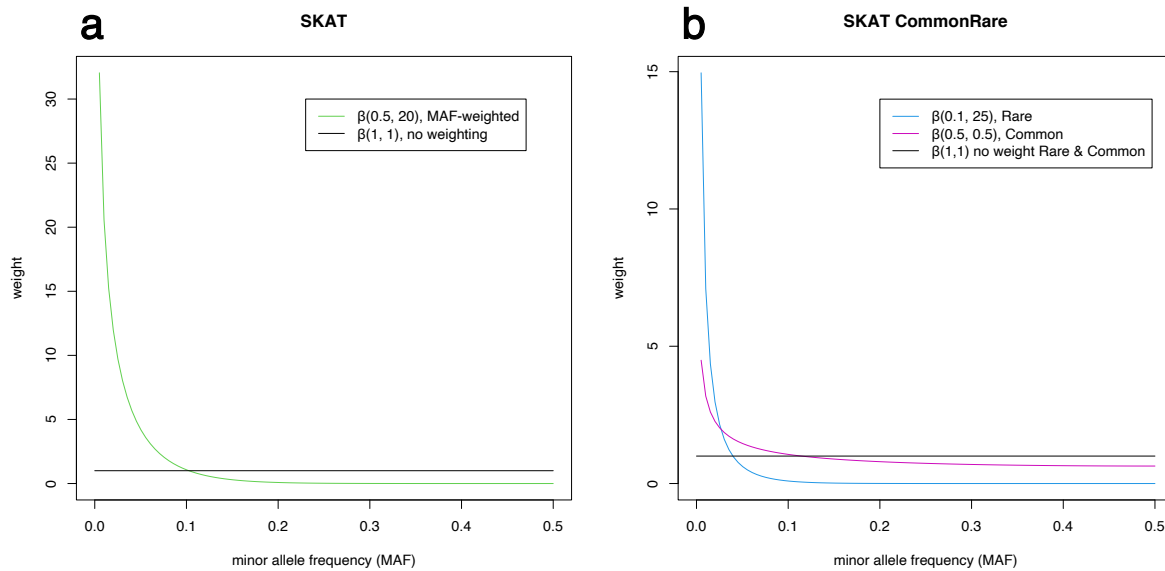 a
SKAT
β(0.5, 20), MAF-weighted
β(1, 1), no weighting
weight
0
5
10
15
20
25
30
0.0
0.1
0.2
0.3
0.4
0.5
minor allele frequency (MAF)
b
SKAT CommonRare
β(0.1, 25), Rare
β(0.5, 0.5), Common
β(1,1) no weight Rare & Common
weight
0
5
10
15
0.0
0.1
0.2
0.3
0.4
0.5
minor allele frequency (MAF)